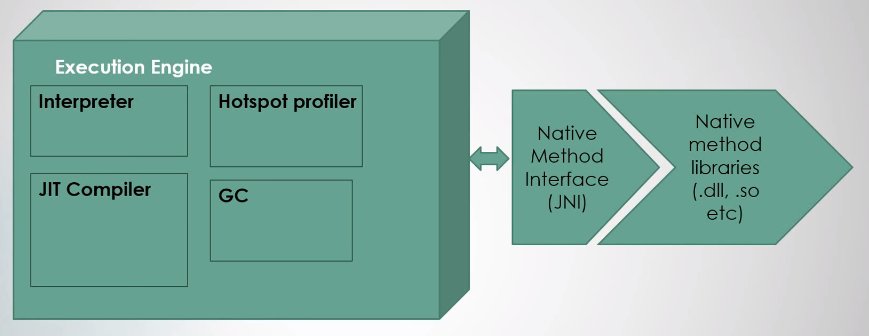 Execution Engine
Interpreter
Hotspot profiler
JIT Compiler
GC
Native
Method
Interface
(JNI)
Native
method
libraries
(.dll, .so
etc)